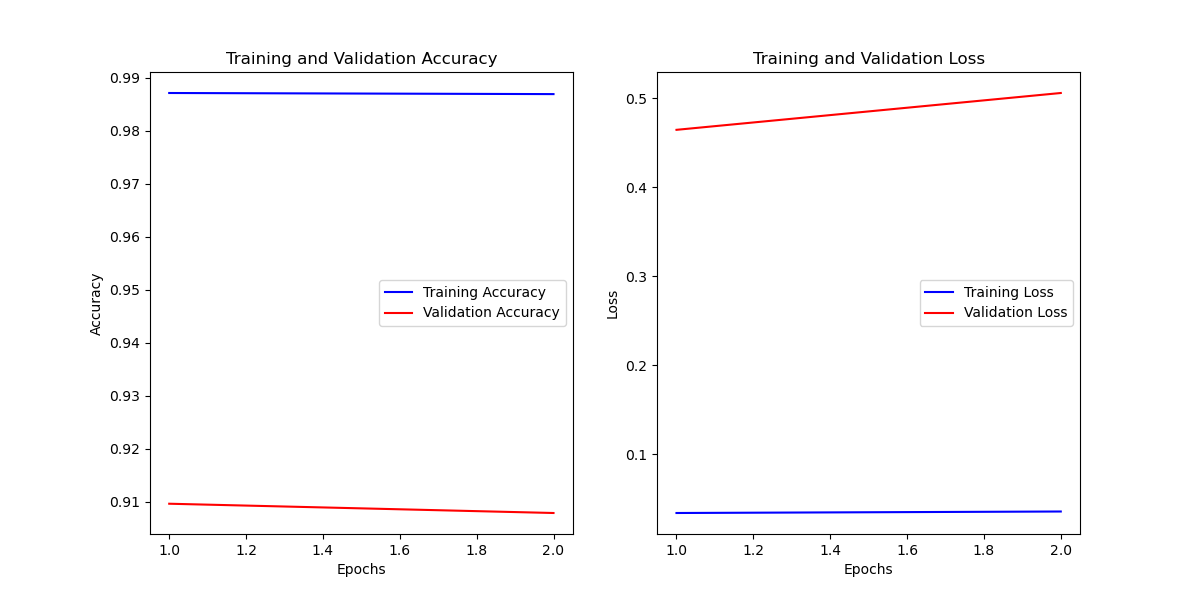 Training and Validation Accuracy
0.99
0.98
0.97
0.96
0.95
0.94
0.93
0.92
0.91
Accuracy
Training Accuracy
Validation Accuracy
1.0 1.2 1.4 1.6 1.8 2.0
Epochs
Training and Validation Loss
0.5
0.4
0.3
0.2
0.1
Loss
Training Loss
Validation Loss
1.0 1.2 1.4 1.6 1.8 2.0
Epochs